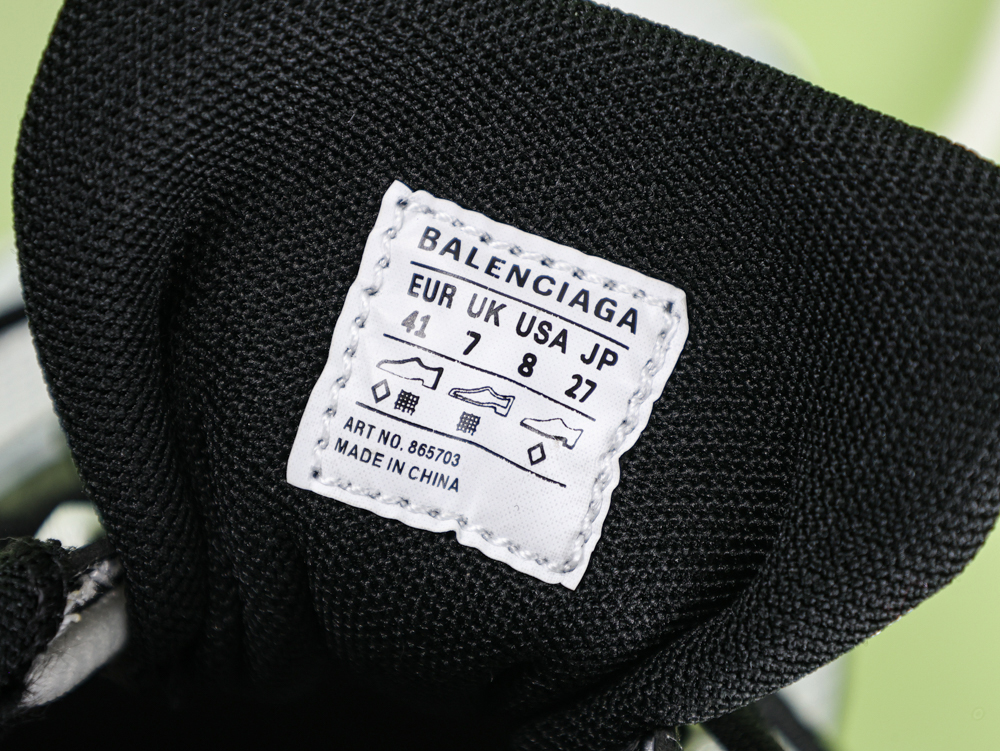 BALENCIAGA
EUR UK USA JP
41 7 8 27
ART NO. 865703
MADE IN CHINA